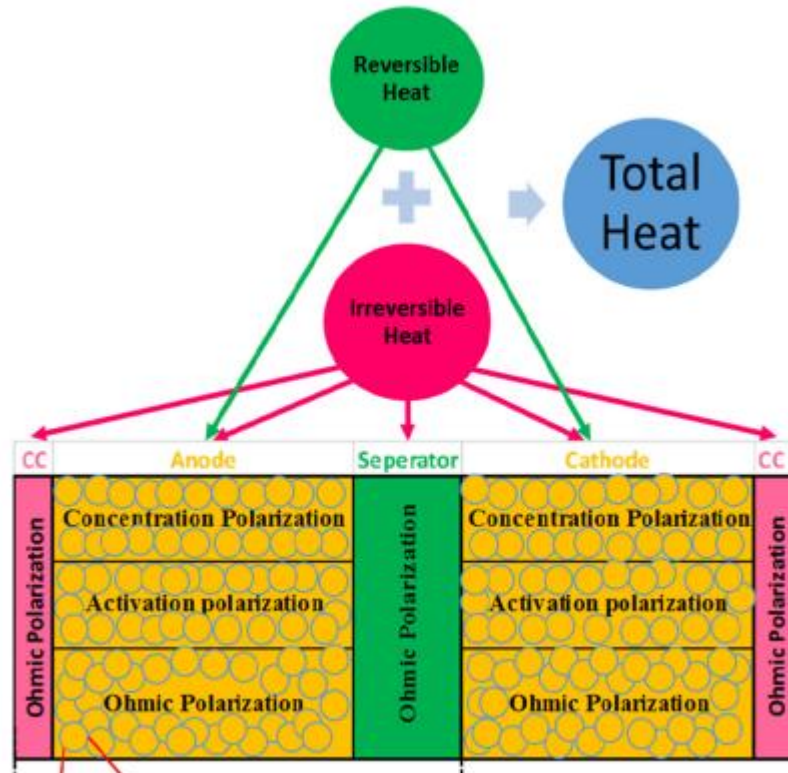 Reversible
Heat
Total
Heat
Irreversible
Heat
CC
Anode
Seperator
Cathode
CC
Ohmic Polarization
Concentration Polarization
Activation polarization
Ohmic Polarization
Ohmic Polarization
Concentration Polarization
Activation polarization
Ohmic Polarization
Ohmic Polarization